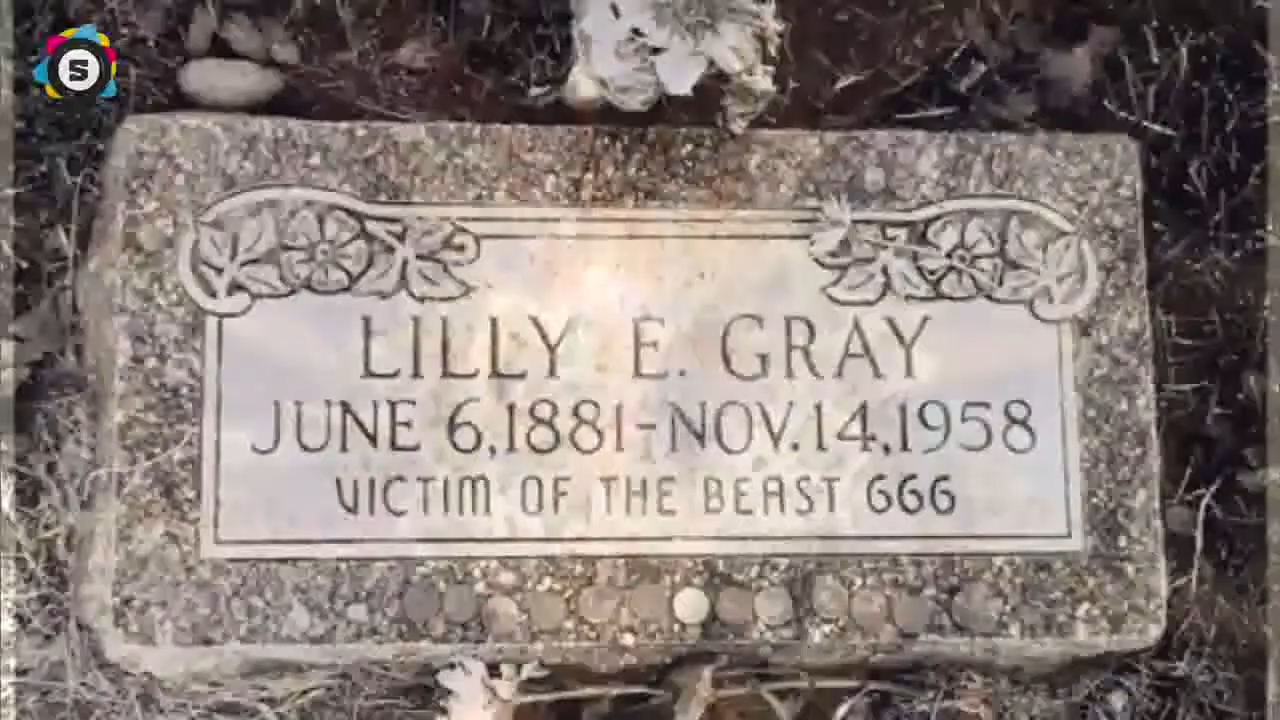 S
LILLY E. GRAY
JUNE 6,1881-NOV.14,1958
VICTIM OF THE BEAST 666